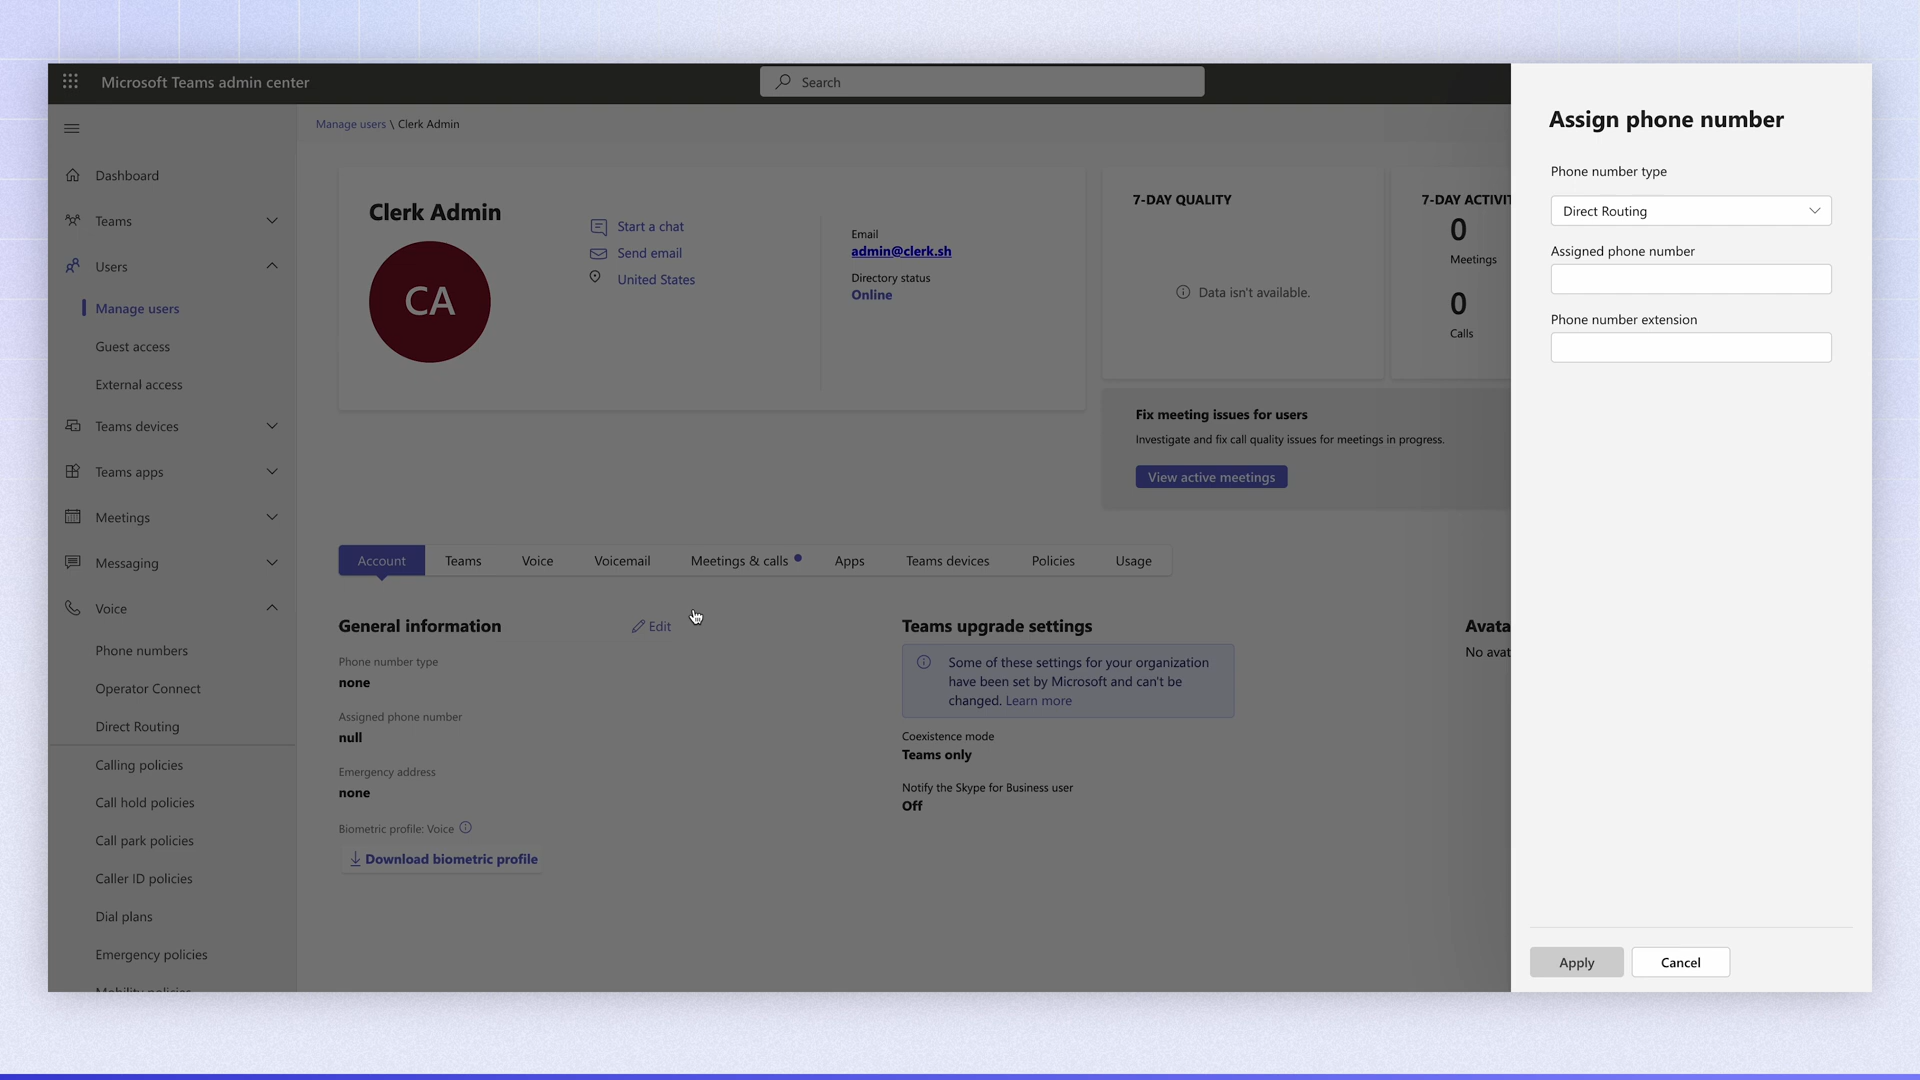 Microsoft Teams admin center
Search
Manage users \ Clerk Admin
Dashboard
Teams
Users
Manage users
Guest access
External access
Teams devices
Teams apps
Meetings
Messaging
Voice
Phone numbers
Operator Connect
Direct Routing
Calling policies
Call hold policies
Call park policies
Caller ID policies
Dial plans
Emergency policies
Mobility policies
Clerk Admin
CA
Start a chat
Send email
United States
Email
admin@clerk.sh
Directory status
Online
7-DAY QUALITY
Data isn't available.
7-DAY ACTIVIT
0
Meetings
0
Calls
Fix meeting issues for users
Investigate and fix call quality issues for meetings in progress.
View active meetings
Account Teams Voice Voicemail Meetings & calls Apps Teams devices Policies Usage
General information
Edit
Phone number type
none
Assigned phone number
null
Emergency address
none
Biometric profile: Voice
Download biometric profile
Teams upgrade settings
Some of these settings for your organization
have been set by Microsoft and can't be
changed. Learn more
Coexistence mode
Teams only
Notify the Skype for Business user
Off
Avata
No avat
Assign phone number
Phone number type
Direct Routing
Assigned phone number
Phone number extension
Apply
Cancel